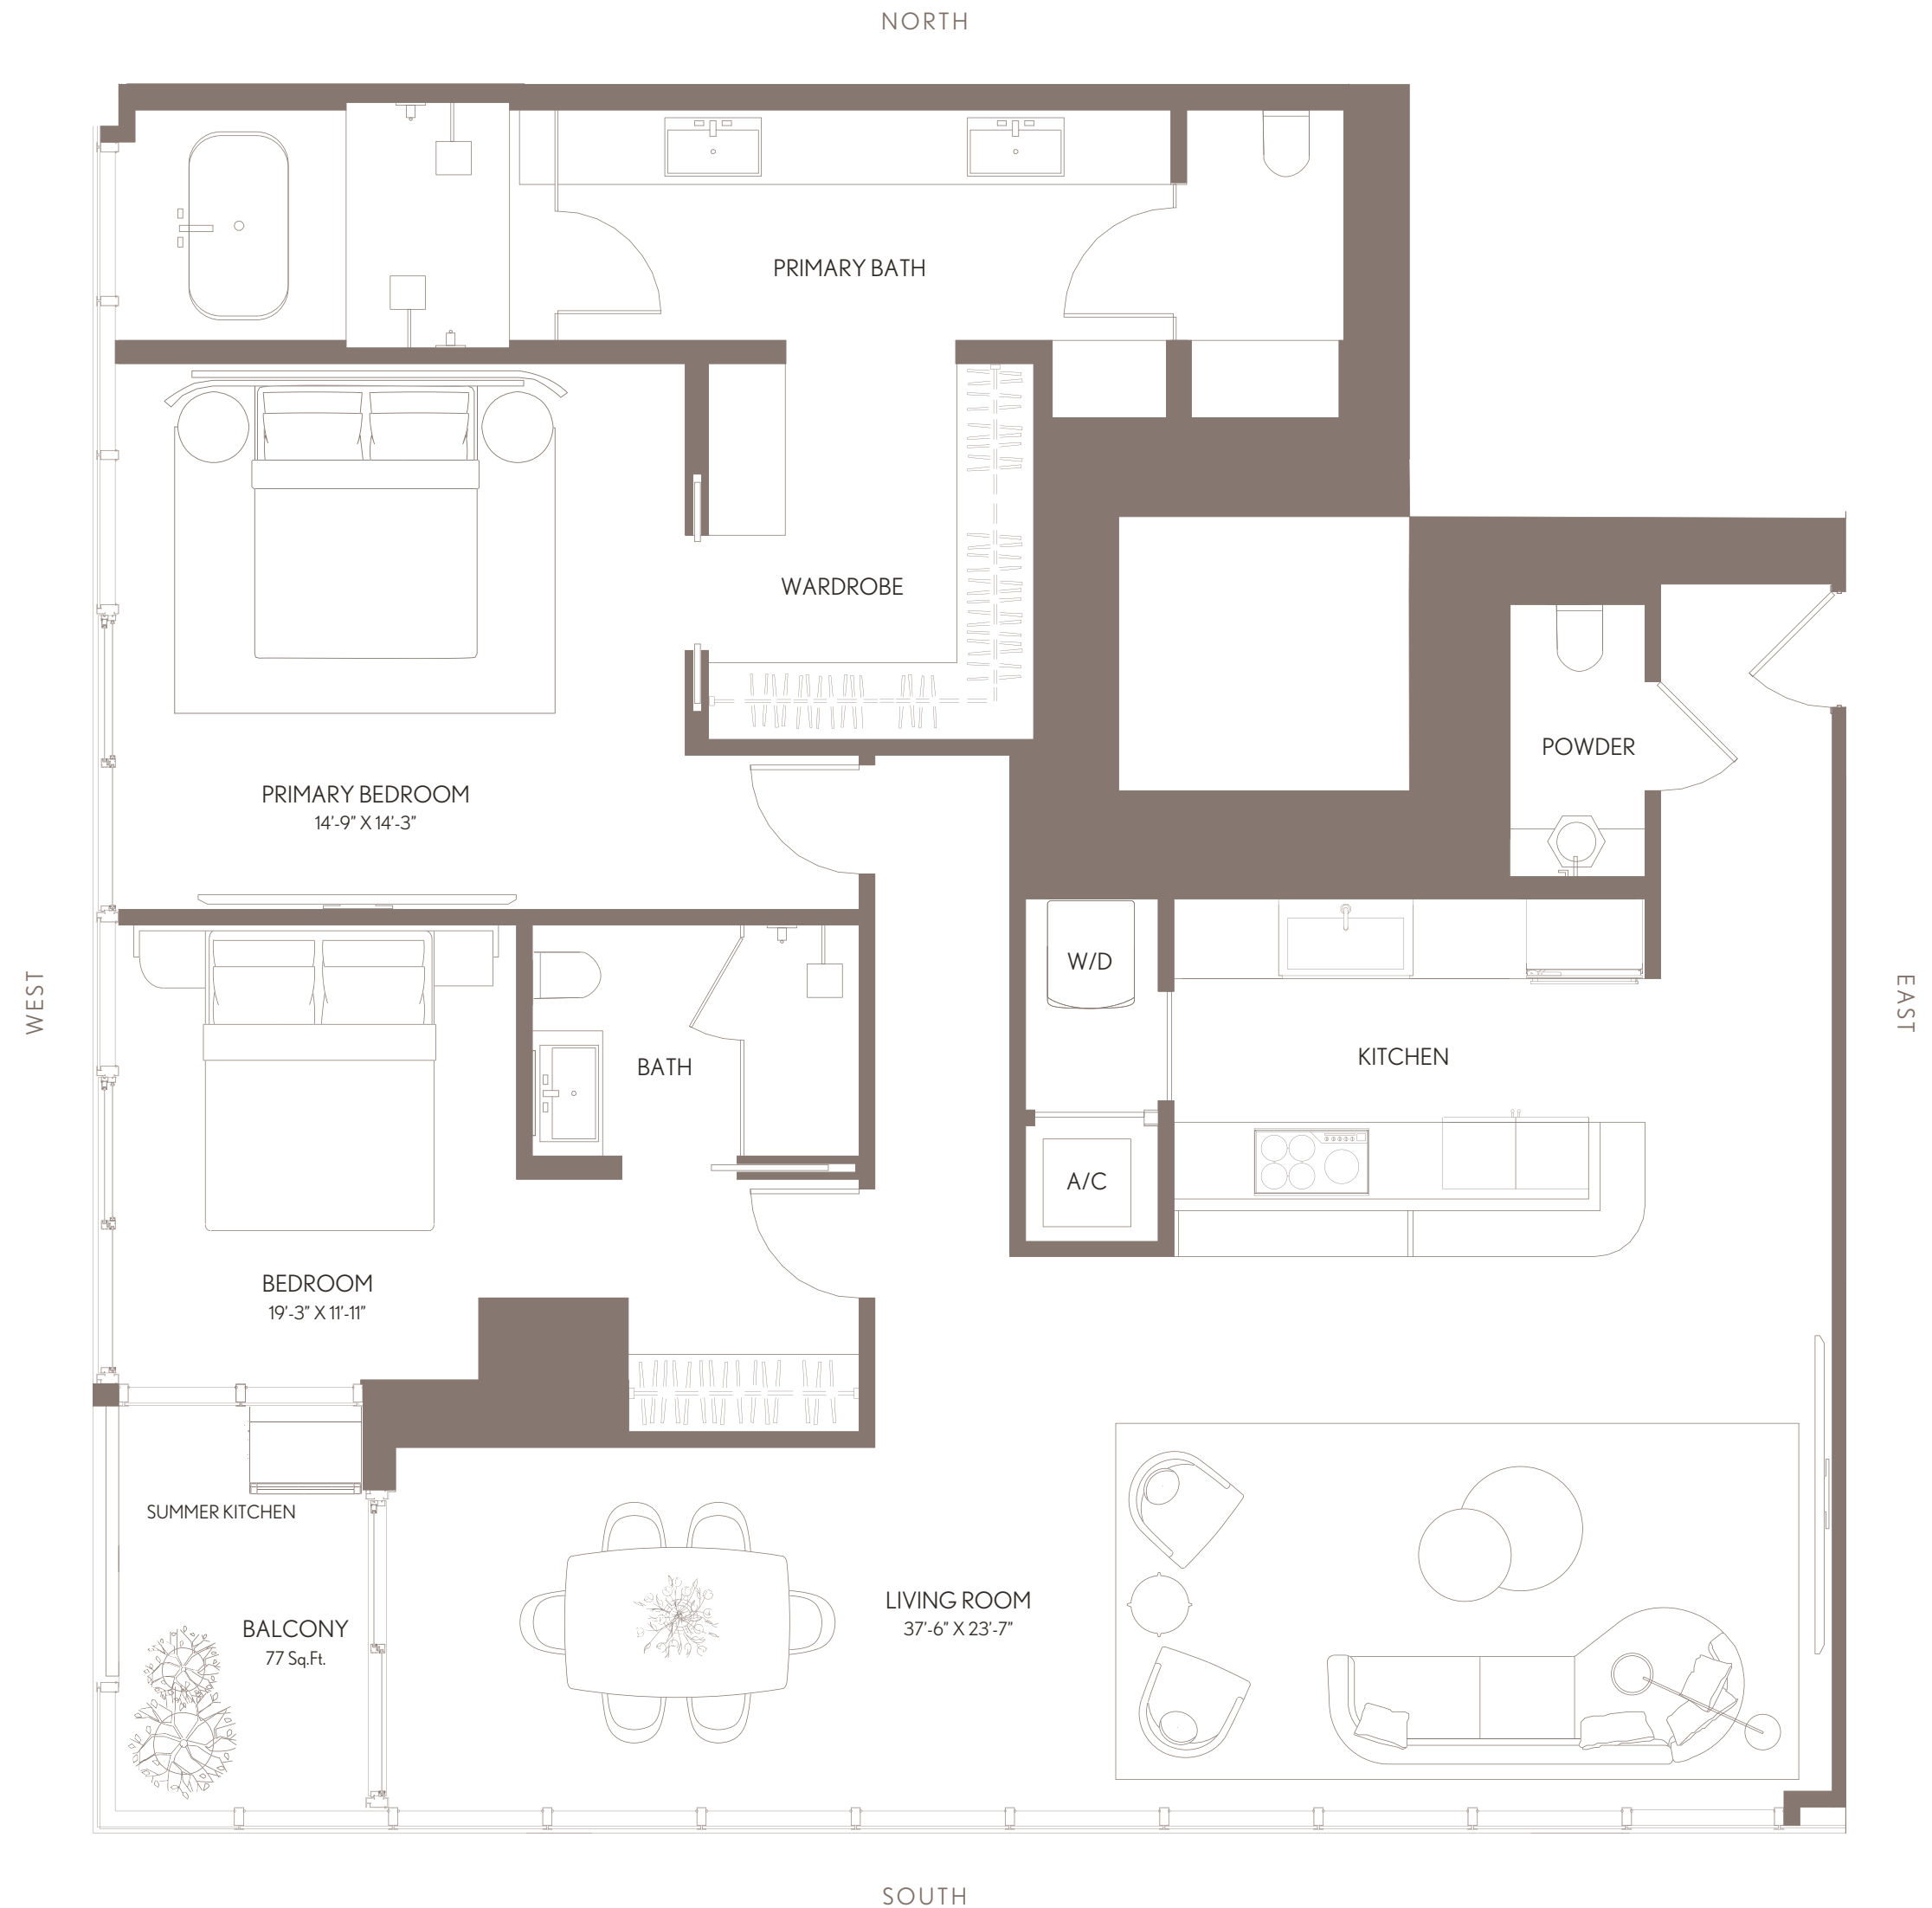 NORTH
PRIMARY BATH
WARDROBE
POWDER
PRIMARY BEDROOM
14'-9" X 14'-3"
W/D
WEST
EAST
KITCHEN
BATH
A/C
BEDROOM
19'-3" X 11'-11"
SUMMER KITCHEN
LIVING ROOM
37'-6" X 23'-7"
BALCONY
77 Sq.Ft.
SOUTH